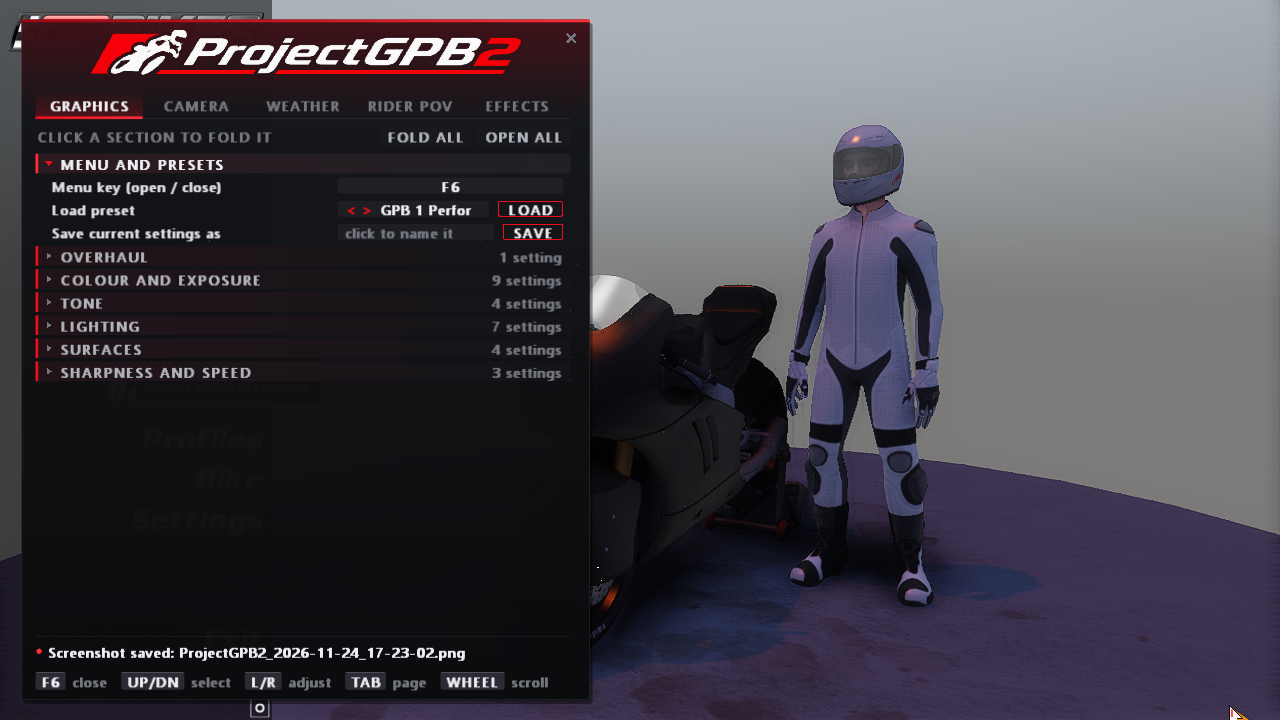 ProjectGPB2
×
GRAPHICS CAMERA WEATHER RIDER POV EFFECTS
CLICK A SECTION TO FOLD IT FOLD ALL OPEN ALL
MENU AND PRESETS
Menu key (open / close) F6
Load preset < > GPB 1 Perfor LOAD
Save current settings as click to name it SAVE
OVERHAUL 1 setting
COLOUR AND EXPOSURE 9 settings
TONE 4 settings
LIGHTING 7 settings
SURFACES 4 settings
SHARPNESS AND SPEED 3 settings
Profiles
Bike
Settings
Exit
Screenshot saved: ProjectGPB2_2026-11-24_17-23-02.png
F6 close UP/DN select L/R adjust TAB page WHEEL scroll